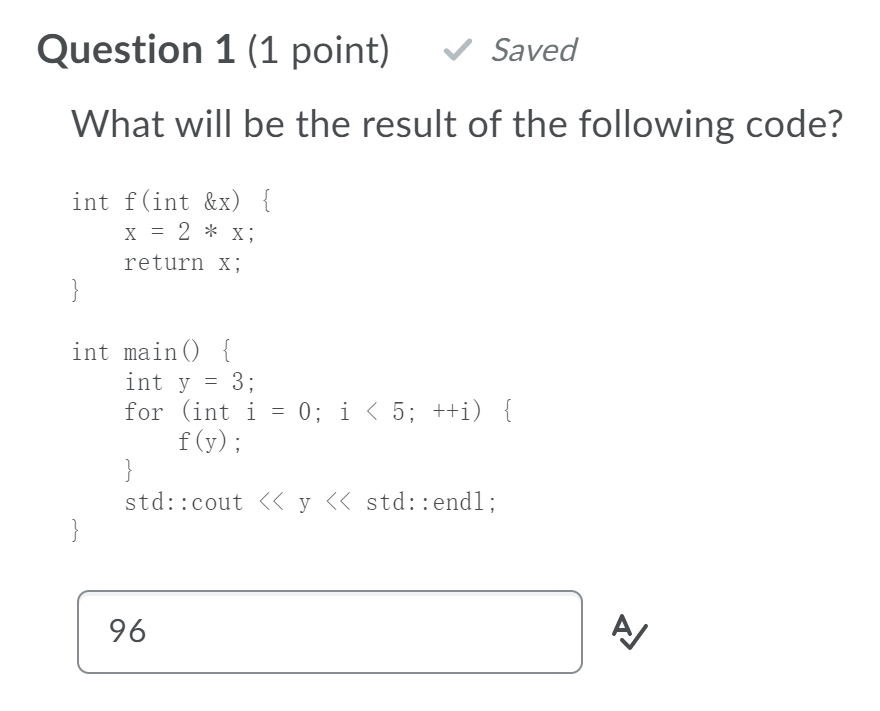 Question 1 (1 point) Saved
What will be the result of the following code?
int f(int &x) {
    x = 2 * x;
    return x;
}
int main() {
    int y = 3;
    for (int i = 0; i < 5; ++i) {
        f(y);
    }
    std::cout << y << std::endl;
}
96